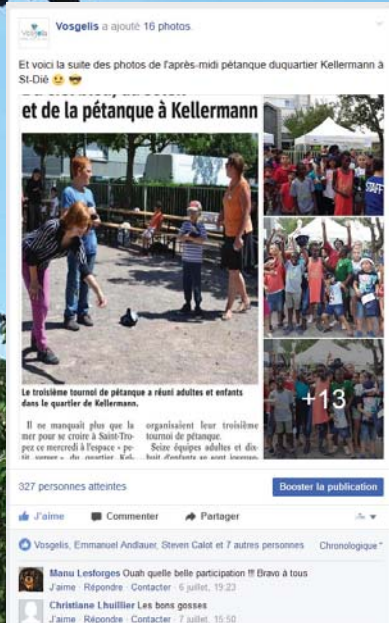 Vosgelis a ajouté 16 photos.
Et voici la suite des photos de l'après-midi pétanque duquartier Kellermann à
St-Dié
et de la pétanque à Kellermann
STAFF
+13
Le troisième tournoi de pétanque a réuni adultes et enfants
dans le quartier de Kellermann.
Il ne manquait plus que la
mer pour se croire à Saint-Tro-
pez ce mercredi à l'espace « pe-
organisaient leur troisième
tournoi de pétanque.
Seize équipes adultes et dix-
327 personnes atteintes
Booster la publication
J'aime Commenter Partager
Vosgelis, Emmanuel Andlauer, Steven Calot et 7 autres personnes Chronologique
Manu Lesforges Ouah quelle belle participation !!! Bravo à tous
J'aime · Répondre · Contacter · 6 juillet, 19:23
Christiane Lhuillier Les bons gosses
J'aime · Répondre · Contacter · 7 juillet, 15:50